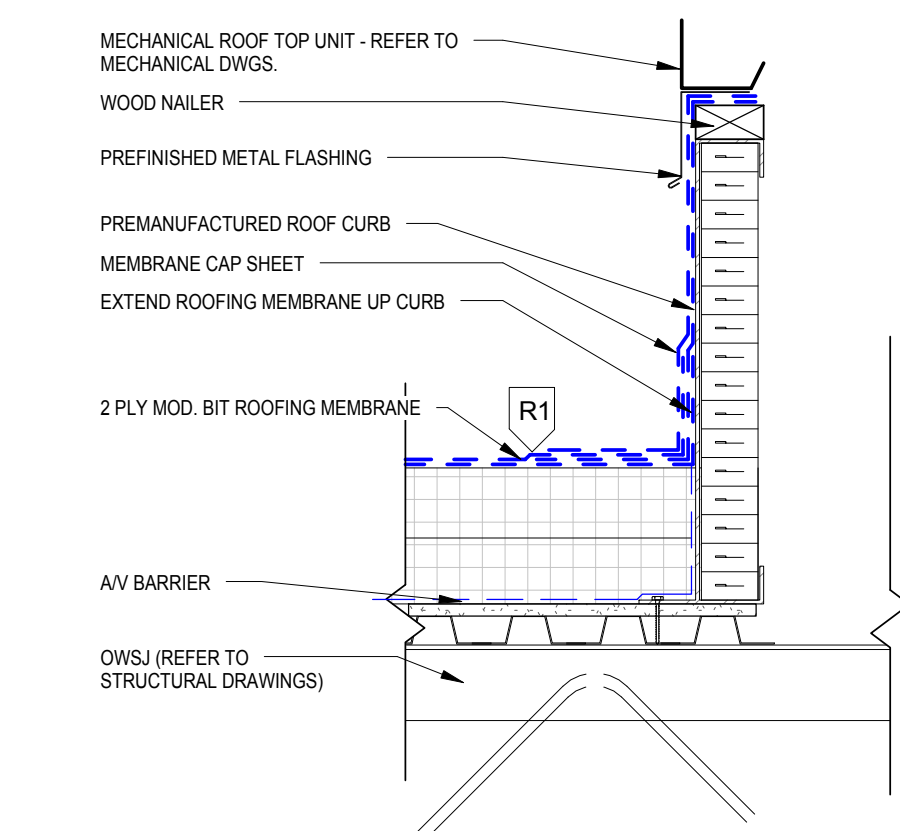 MECHANICAL ROOF TOP UNIT - REFER TO
MECHANICAL DWGS.
WOOD NAILER
PREFINISHED METAL FLASHING
PREMANUFACTURED ROOF CURB
MEMBRANE CAP SHEET
EXTEND ROOFING MEMBRANE UP CURB
2 PLY MOD. BIT ROOFING MEMBRANE
R1
A/V BARRIER
OWSJ (REFER TO
STRUCTURAL DRAWINGS)